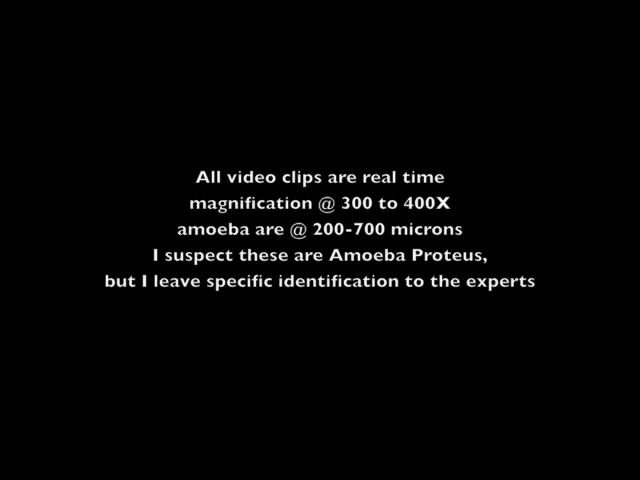 All video clips are real time
magnification @ 300 to 400X
amoeba are @ 200-700 microns
I suspect these are Amoeba Proteus,
but I leave specific identification to the experts